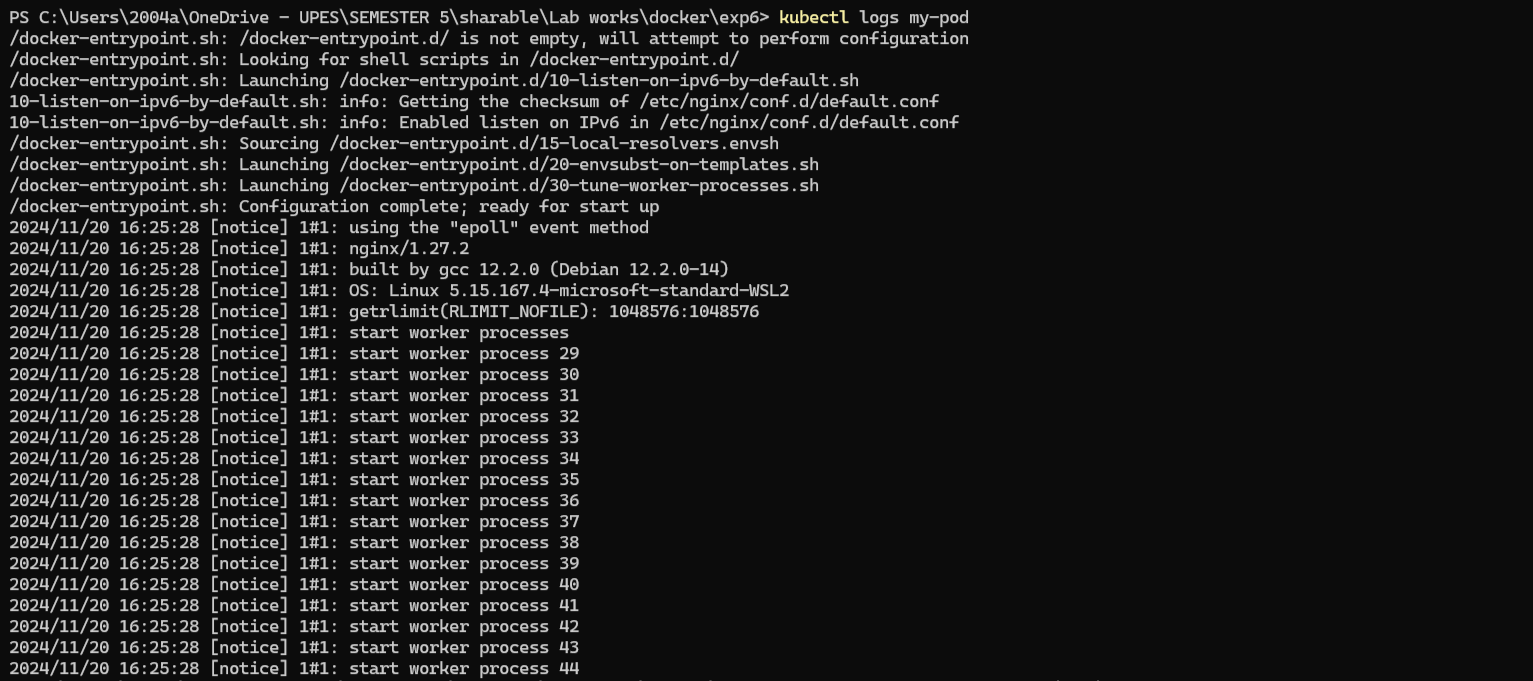 PS C:\Users\2004a\OneDrive - UPES\SEMESTER 5\sharable\Lab works\docker\exp6> kubectl logs my-pod
/docker-entrypoint.sh: /docker-entrypoint.d/ is not empty, will attempt to perform configuration
/docker-entrypoint.sh: Looking for shell scripts in /docker-entrypoint.d/
/docker-entrypoint.sh: Launching /docker-entrypoint.d/10-listen-on-ipv6-by-default.sh
10-listen-on-ipv6-by-default.sh: info: Getting the checksum of /etc/nginx/conf.d/default.conf
10-listen-on-ipv6-by-default.sh: info: Enabled listen on IPv6 in /etc/nginx/conf.d/default.conf
/docker-entrypoint.sh: Sourcing /docker-entrypoint.d/15-local-resolvers.envsh
/docker-entrypoint.sh: Launching /docker-entrypoint.d/20-envsubst-on-templates.sh
/docker-entrypoint.sh: Launching /docker-entrypoint.d/30-tune-worker-processes.sh
/docker-entrypoint.sh: Configuration complete; ready for start up
2024/11/20 16:25:28 [notice] 1#1: using the "epoll" event method
2024/11/20 16:25:28 [notice] 1#1: nginx/1.27.2
2024/11/20 16:25:28 [notice] 1#1: built by gcc 12.2.0 (Debian 12.2.0-14)
2024/11/20 16:25:28 [notice] 1#1: OS: Linux 5.15.167.4-microsoft-standard-WSL2
2024/11/20 16:25:28 [notice] 1#1: getrlimit(RLIMIT_NOFILE): 1048576:1048576
2024/11/20 16:25:28 [notice] 1#1: start worker processes
2024/11/20 16:25:28 [notice] 1#1: start worker process 29
2024/11/20 16:25:28 [notice] 1#1: start worker process 30
2024/11/20 16:25:28 [notice] 1#1: start worker process 31
2024/11/20 16:25:28 [notice] 1#1: start worker process 32
2024/11/20 16:25:28 [notice] 1#1: start worker process 33
2024/11/20 16:25:28 [notice] 1#1: start worker process 34
2024/11/20 16:25:28 [notice] 1#1: start worker process 35
2024/11/20 16:25:28 [notice] 1#1: start worker process 36
2024/11/20 16:25:28 [notice] 1#1: start worker process 37
2024/11/20 16:25:28 [notice] 1#1: start worker process 38
2024/11/20 16:25:28 [notice] 1#1: start worker process 39
2024/11/20 16:25:28 [notice] 1#1: start worker process 40
2024/11/20 16:25:28 [notice] 1#1: start worker process 41
2024/11/20 16:25:28 [notice] 1#1: start worker process 42
2024/11/20 16:25:28 [notice] 1#1: start worker process 43
2024/11/20 16:25:28 [notice] 1#1: start worker process 44